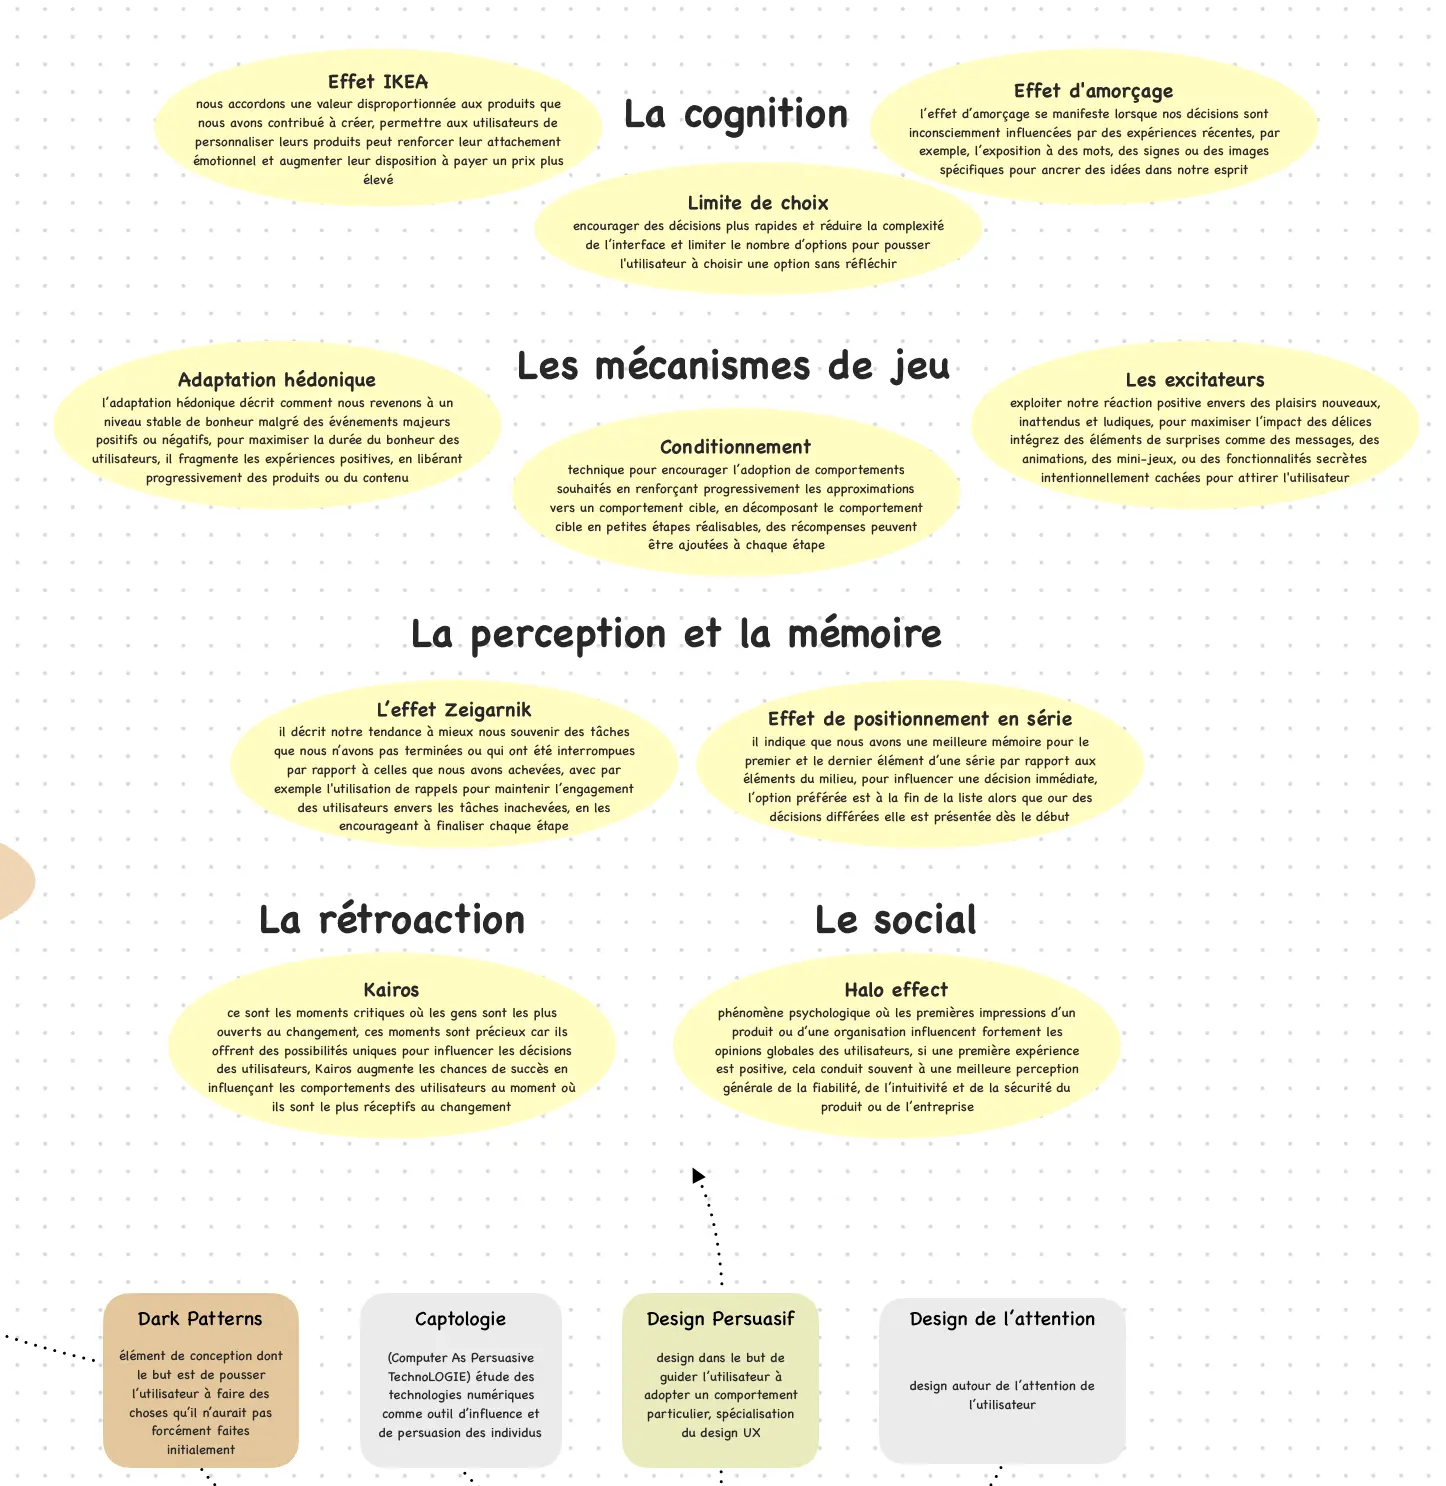 La cognition
Effet IKEA
nous accordons une valeur disproportionnée aux produits que
nous avons contribué à créer, permettre aux utilisateurs de
personnaliser leurs produits peut renforcer leur attachement
émotionnel et augmenter leur disposition à payer un prix plus
élevé
Effet d'amorçage
l’effet d’amorçage se manifeste lorsque nos décisions sont
inconsciemment influencées par des expériences récentes, par
exemple, l’exposition à des mots, des signes ou des images
spécifiques pour ancrer des idées dans notre esprit
Limite de choix
encourager des décisions plus rapides et réduire la complexité
de l’interface et limiter le nombre d’options pour pousser
l'utilisateur à choisir une option sans réfléchir
Les mécanismes de jeu
Adaptation hédonique
l’adaptation hédonique décrit comment nous revenons à un
niveau stable de bonheur malgré des événements majeurs
positifs ou négatifs, pour maximiser la durée du bonheur des
utilisateurs, il fragmente les expériences positives, en libérant
progressivement des produits ou du contenu
Les excitateurs
exploiter notre réaction positive envers des plaisirs nouveaux,
inattendus et ludiques, pour maximiser l’impact des délices
intégrez des éléments de surprises comme des messages, des
animations, des mini-jeux, ou des fonctionnalités secrètes
intentionnellement cachées pour attirer l'utilisateur
Conditionnement
technique pour encourager l’adoption de comportements
souhaités en renforçant progressivement les approximations
vers un comportement cible, en décomposant le comportement
cible en petites étapes réalisables, des récompenses peuvent
être ajoutées à chaque étape
La perception et la mémoire
L’effet Zeigarnik
il décrit notre tendance à mieux nous souvenir des tâches
que nous n’avons pas terminées ou qui ont été interrompues
par rapport à celles que nous avons achevées, avec par
exemple l'utilisation de rappels pour maintenir l’engagement
des utilisateurs envers les tâches inachevées, en les
encourageant à finaliser chaque étape
Effet de positionnement en série
il indique que nous avons une meilleure mémoire pour le
premier et le dernier élément d’une série par rapport aux
éléments du milieu, pour influencer une décision immédiate,
l’option préférée est à la fin de la liste alors que our des
décisions différées elle est présentée dès le début
La rétroaction
Kairos
ce sont les moments critiques où les gens sont les plus
ouverts au changement, ces moments sont précieux car ils
offrent des possibilités uniques pour influencer les décisions
des utilisateurs, Kairos augmente les chances de succès en
influençant les comportements des utilisateurs au moment où
ils sont le plus réceptifs au changement
Le social
Halo effect
phénomène psychologique où les premières impressions d’un
produit ou d’une organisation influencent fortement les
opinions globales des utilisateurs, si une première expérience
est positive, cela conduit souvent à une meilleure perception
générale de la fiabilité, de l’intuitivité et de la sécurité du
produit ou de l’entreprise
Dark Patterns
élément de conception dont
le but est de pousser
l’utilisateur à faire des
choses qu’il n’aurait pas
forcément faites
initialement
Captologie
(Computer As Persuasive
TechnoLOGIE) étude des
technologies numériques
comme outil d’influence et
de persuasion des individus
Design Persuasif
design dans le but de
guider l’utilisateur à
adopter un comportement
particulier, spécialisation
du design UX
Design de l’attention
design autour de l’attention de
l’utilisateur